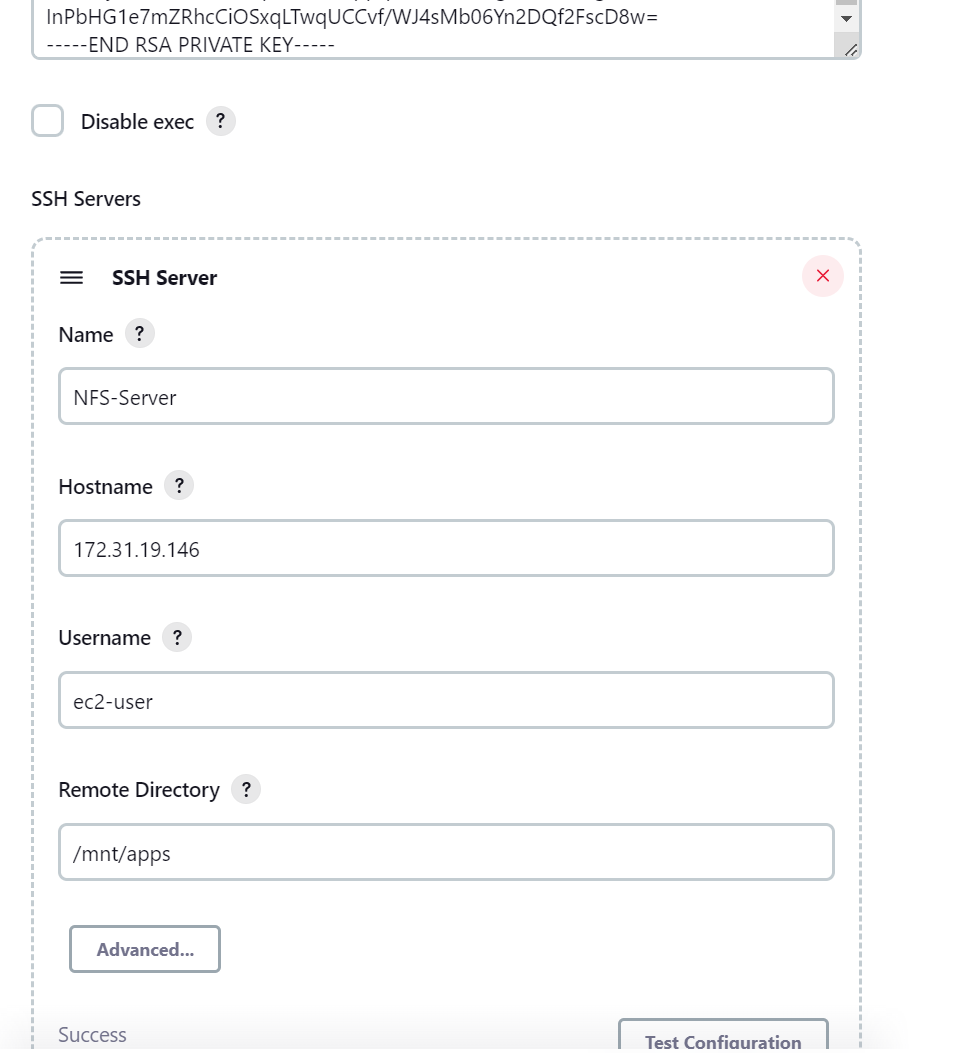 lnPbHG1e7mZRhcCiOSxqLTwqUCCvf/WJ4sMb06Yn2DQf2FscD8w=
-----END RSA PRIVATE KEY-----
Disable exec ?
SSH Servers
SSH Server
Name ?
NFS-Server
Hostname ?
172.31.19.146
Username ?
ec2-user
Remote Directory ?
/mnt/apps
Advanced...
Success
Test Configuration